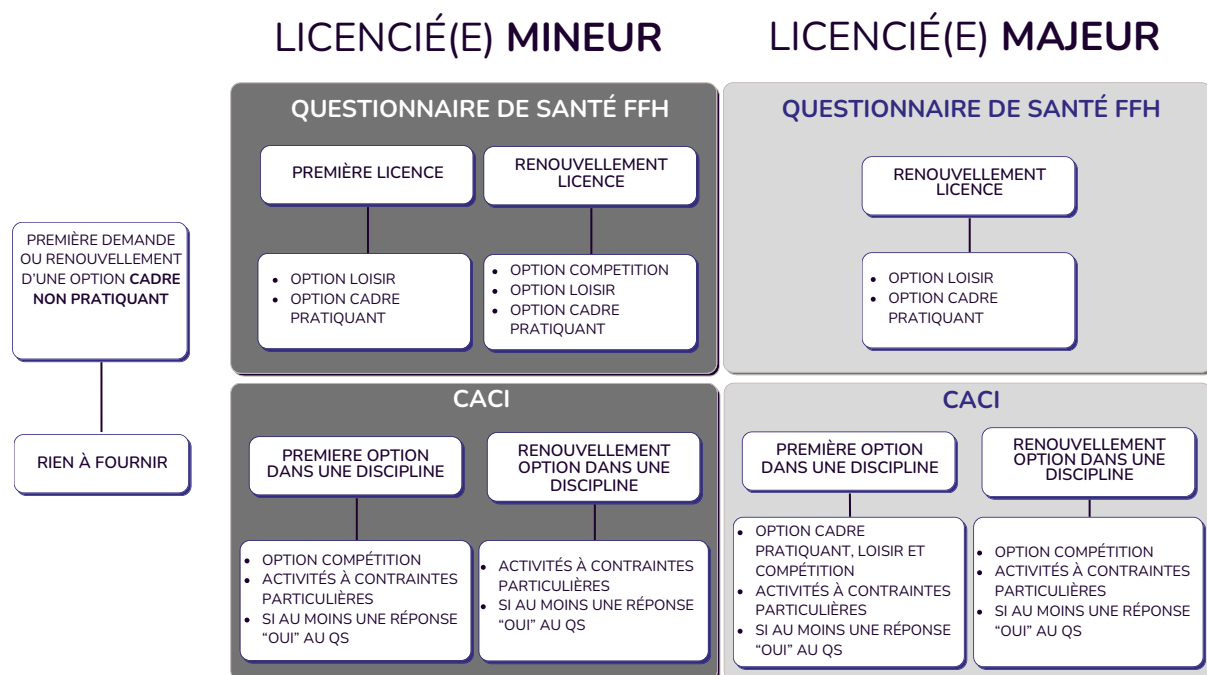 LICENCIÉ(E) MINEUR
LICENCIÉ(E) MAJEUR
PREMIÈRE DEMANDE
OU RENOUVELLEMENT
D'UNE OPTION CADRE
NON PRATIQUANT
RIEN À FOURNIR
QUESTIONNAIRE DE SANTÉ FFH
PREMIÈRE LICENCE
• OPTION LOISIR
• OPTION CADRE
PRATIQUANT
RENOUVELLEMENT
LICENCE
• OPTION COMPETITION
• OPTION LOISIR
• OPTION CADRE
PRATIQUANT
QUESTIONNAIRE DE SANTÉ FFH
RENOUVELLEMENT
LICENCE
• OPTION LOISIR
• OPTION CADRE
PRATIQUANT
CACI
PREMIERE OPTION
DANS UNE DISCIPLINE
• OPTION COMPÉTITION
• ACTIVITÉS À CONTRAINTES
PARTICULIÈRES
• SI AU MOINS UNE RÉPONSE
“OUI” AU QS
RENOUVELLEMENT
OPTION DANS UNE
DISCIPLINE
• ACTIVITÉS À CONTRAINTES
PARTICULIÈRES
• SI AU MOINS UNE RÉPONSE
“OUI” AU QS
CACI
PREMIÈRE OPTION
DANS UNE DISCIPLINE
• OPTION CADRE
PRATIQUANT, LOISIR ET
COMPÉTITION
• ACTIVITÉS À CONTRAINTES
PARTICULIÈRES
• SI AU MOINS UNE RÉPONSE
“OUI” AU QS
RENOUVELLEMENT
OPTION DANS UNE
DISCIPLINE
• OPTION COMPÉTITION
• ACTIVITÉS À CONTRAINTES
PARTICULIÈRES
• SI AU MOINS UNE RÉPONSE
“OUI” AU QS